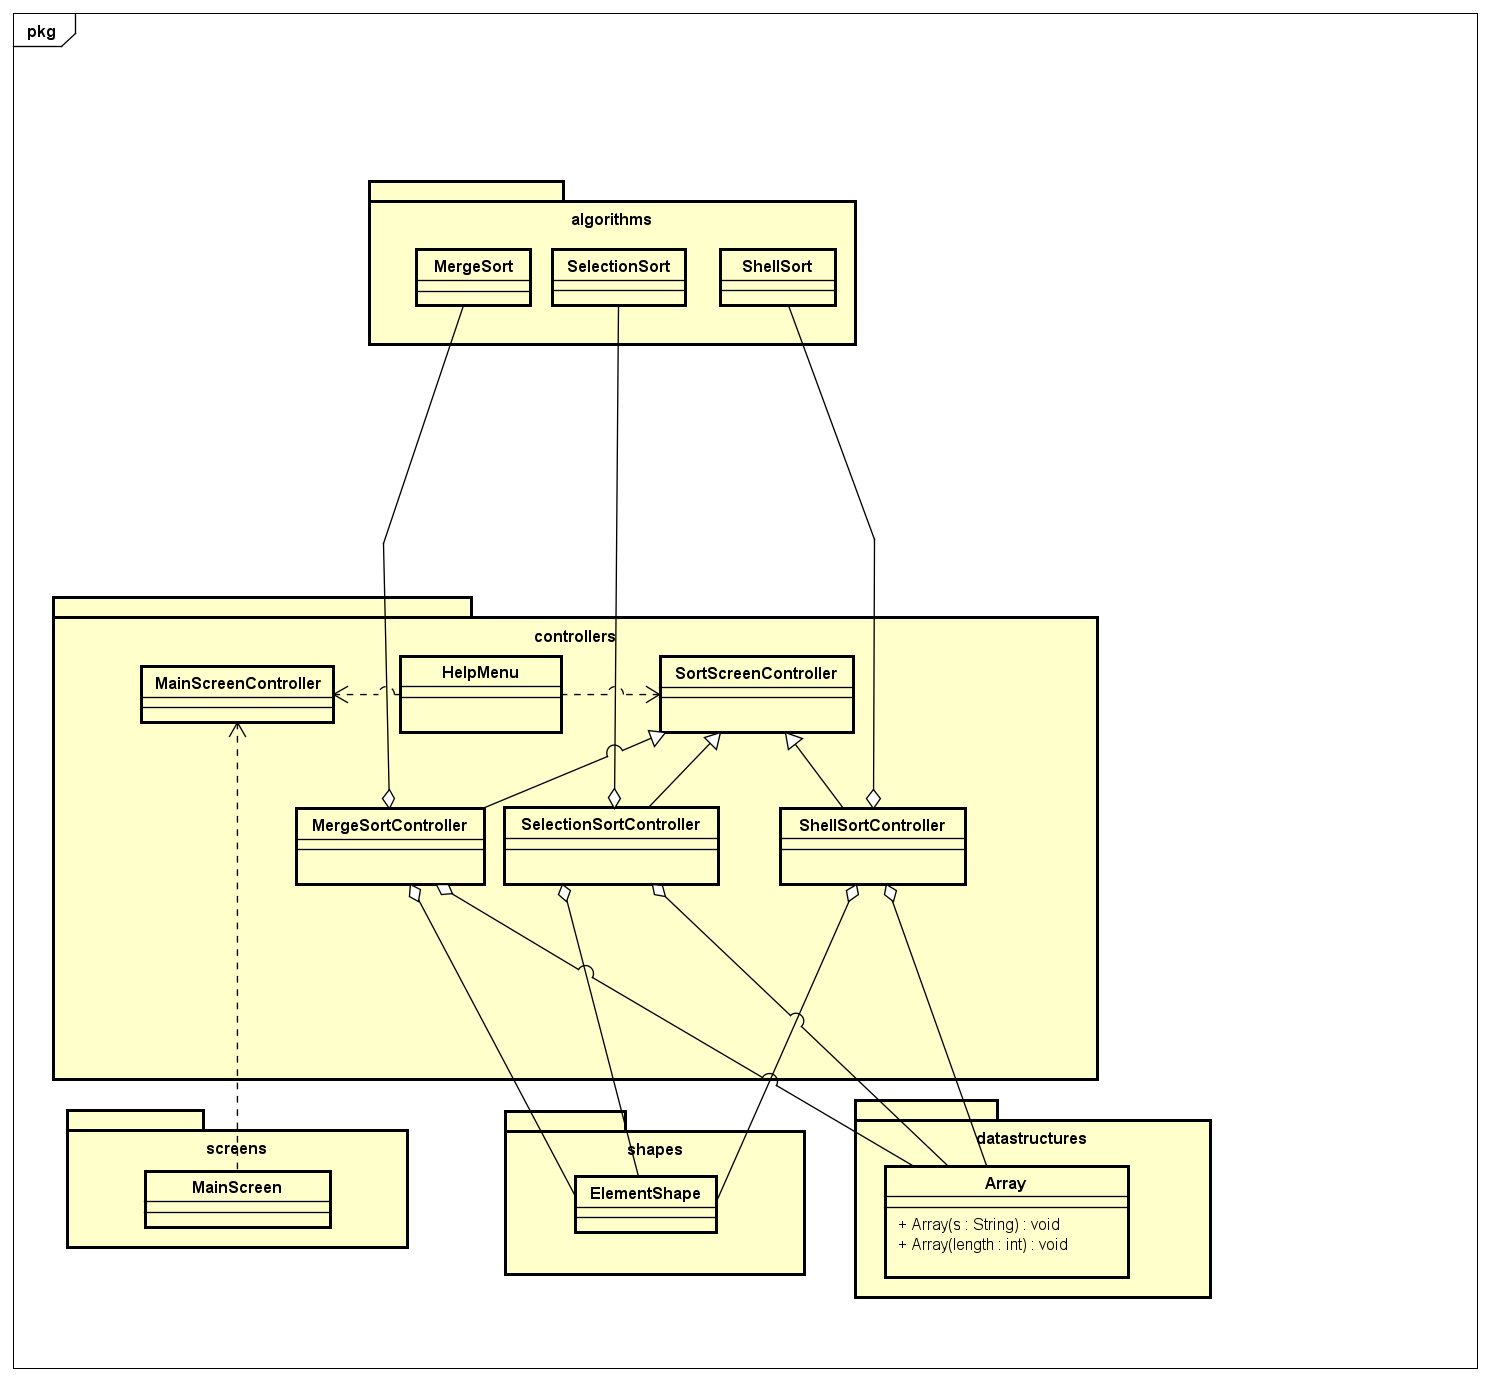 pkg
algorithms
MergeSort
SelectionSort
ShellSort
controllers
MainScreenController
HelpMenu
SortScreenController
MergeSortController
SelectionSortController
ShellSortController
screens
MainScreen
shapes
ElementShape
datastructures
Array
+ Array(s : String) : void
+ Array(length : int) : void